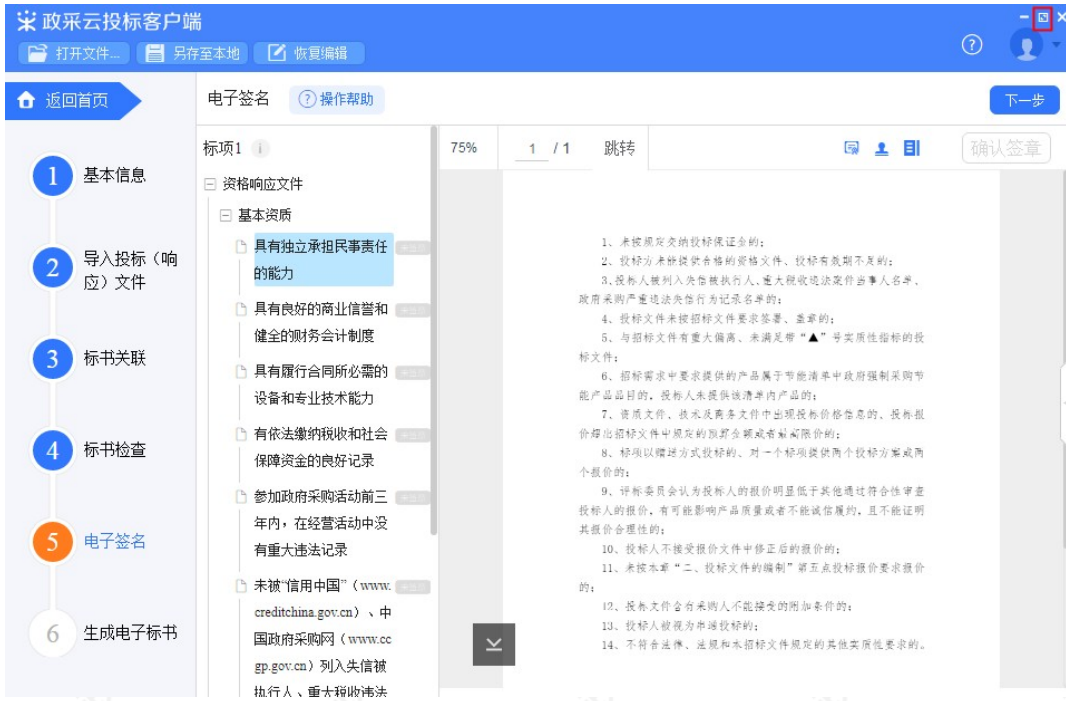 政采云投标客户端
打开文件...
另存至本地
恢复编辑
返回首页
电子签名
操作帮助
下一步
1 基本信息
2 导入投标（响
应）文件
3 标书关联
4 标书检查
5 电子签名
6 生成电子标书
标项1
资格响应文件
基本资质
具有独立承担民事责任
的能力
具有良好的商业信誉和
健全的财务会计制度
具有履行合同所必需的
设备和专业技术能力
有依法缴纳税收和社会
保障资金的良好记录
参加政府采购活动前三
年内，在经营活动中没
有重大违法记录
未被“信用中国”（www.
creditchina.gov.cn）、中
国政府采购网（www.cc
gp.gov.cn）列入失信被
执行人、重大税收违法
75%
1 / 1
跳转
确认签章
1、未按规定交纳投标保证金的；
2、投标方未能提供合格的资格文件、投标有效期不足的；
3、投标人被列入失信被执行人、重大税收违法案件当事人名单、
政府采购严重违法失信行为记录名单的；
4、投标文件未按招标文件要求签署、盖章的；
5、与招标文件有重大偏离、未满足带“▲”号实质性指标的投
标文件；
6、招标需求中要求提供的产品属于节能清单中政府强制采购节
能产品品目的，投标人未提供该清单内产品的；
7、资质文件、技术及商务文件中出现投标价格信息的、投标报
价超出招标文件中规定的预算金额或者最高限价的；
8、标项以赠送方式投标的、对一个标项提供两个投标方案或两
个报价的；
9、评标委员会认为投标人的报价明显低于其他通过符合性审查
投标人的报价，有可能影响产品质量或者不能诚信履约，且不能证明
其报价合理性的；
10、投标人不接受报价文件中修正后的报价的；
11、未按本章“二、投标文件的编制”第五点投标报价要求报价
的；
12、投标文件含有采购人不能接受的附加条件的；
13、投标人被视为串通投标的；
14、不符合法律、法规和本招标文件规定的其他实质性要求的。